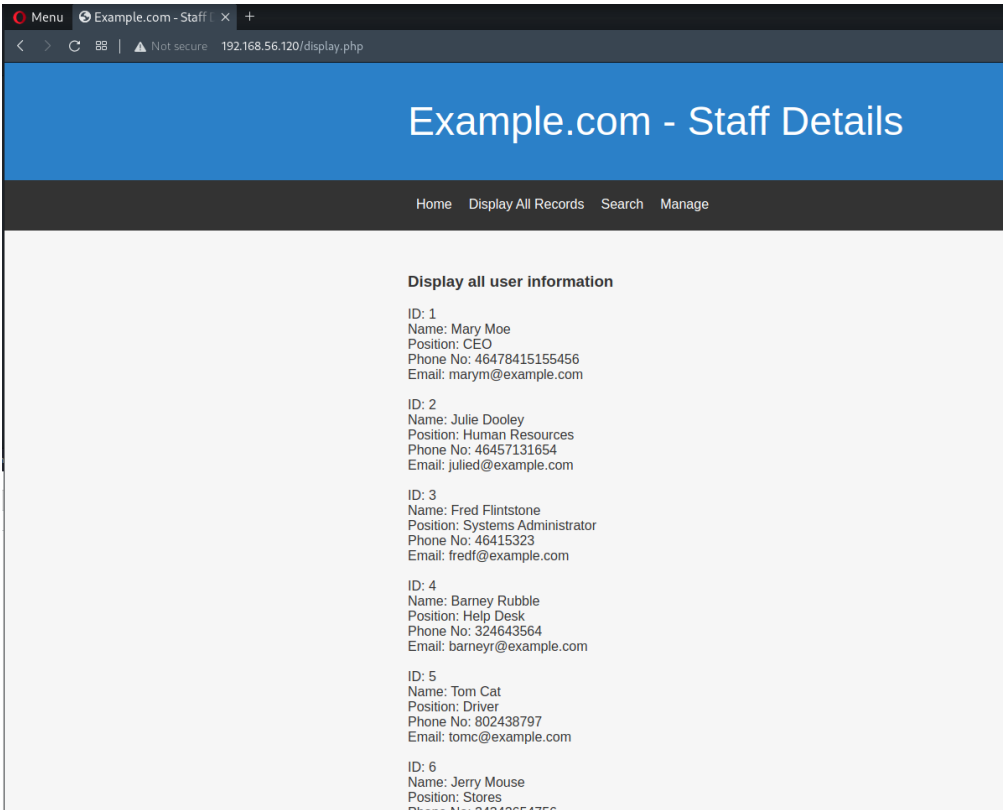 Menu
Example.com - Staff D
Not secure 192.168.56.120/display.php
Example.com - Staff Details
Home Display All Records Search Manage
Display all user information
ID: 1
Name: Mary Moe
Position: CEO
Phone No: 46478415155456
Email: marym@example.com
ID: 2
Name: Julie Dooley
Position: Human Resources
Phone No: 46457131654
Email: julied@example.com
ID: 3
Name: Fred Flintstone
Position: Systems Administrator
Phone No: 46415323
Email: fredf@example.com
ID: 4
Name: Barney Rubble
Position: Help Desk
Phone No: 324643564
Email: barneyr@example.com
ID: 5
Name: Tom Cat
Position: Driver
Phone No: 802438797
Email: tomc@example.com
ID: 6
Name: Jerry Mouse
Position: Stores
Phone No: